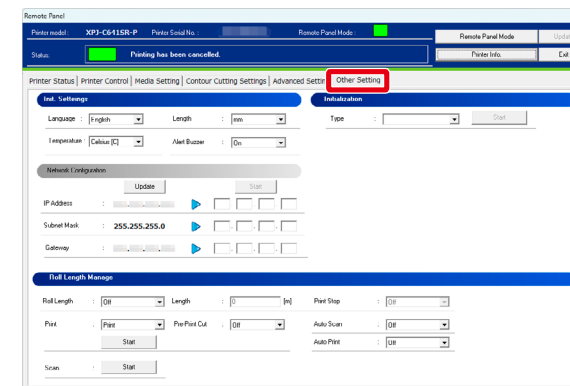 Remote Panel
Printer model : XPJ-C641SR-P Printer Serial No. : Remote Panel Mode :
Remote Panel Mode Updat
Status: Printing has been cancelled.
Printer Info. Exit
Printer Status Printer Control Media Setting Contour Cutting Settings Advanced Settin Other Setting
Init. Settings Initialization
Language : English Length : mm Type : Start
Temperature : Celsius [C] Alert Buzzer : On
Network Configuration
Update Start
IP Address :
Subnet Mask : 255.255.255.0
Gateway :
Roll Length Manage
Roll Length : Off Length : 0 [m] Print Stop : Off
Print : Print Pre-Print Cut : Off Auto Scan : Off
Start Auto Print : Off
Scan : Start